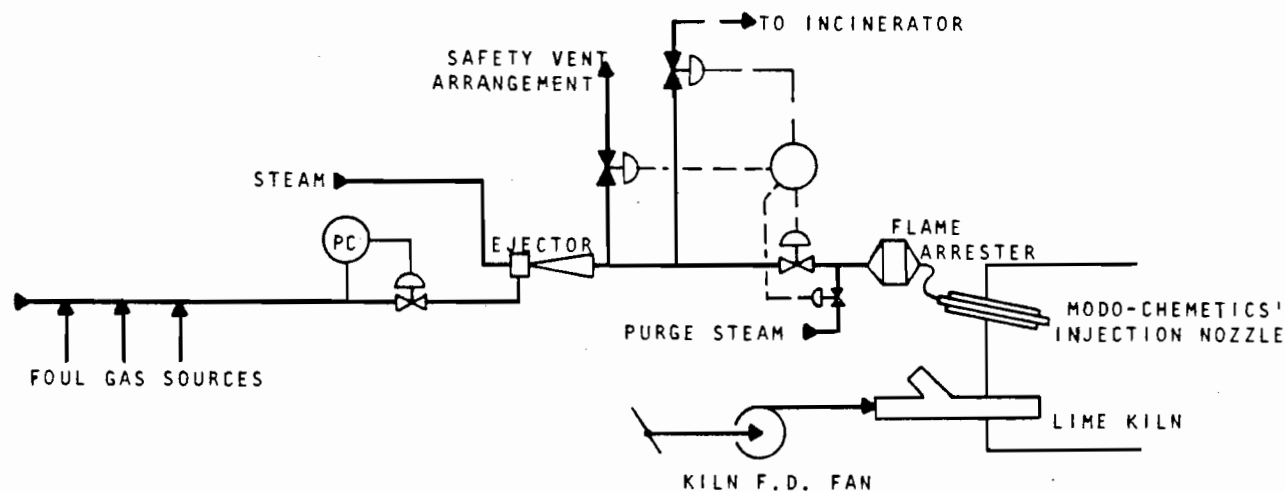 TO INCINERATOR
SAFETY VENT
ARRANGEMENT
STEAM
PC
EJECTOR
FLAME
ARRESTER
PURGE STEAM
MODO-CHEMETICS'
INJECTION NOZZLE
FOUL GAS SOURCES
LIME KILN
KILN F.D. FAN